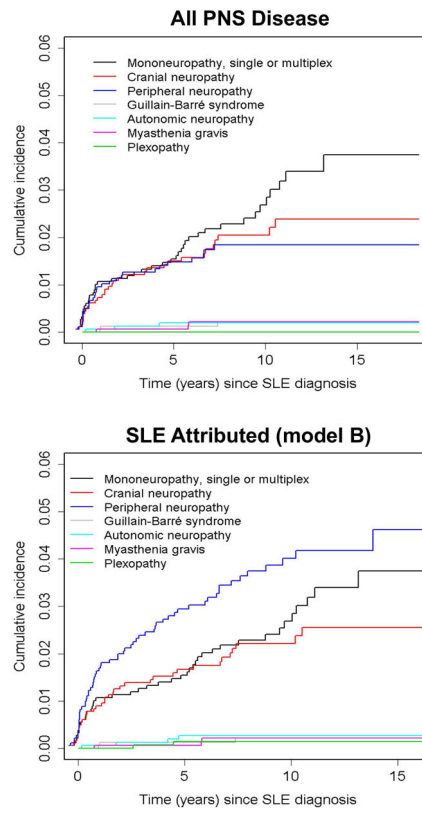 All PNS Disease
0.06
0.05
0.04
0.03
0.02
0.01
0.00
Cumulative incidence
Mononeuropathy, single or multiplex
Cranial neuropathy
Peripheral neuropathy
Guillain-Barré syndrome
Autonomic neuropathy
Myasthenia gravis
Plexopathy
0 5 10 15
Time (years) since SLE diagnosis
SLE Attributed (model B)
0.06
0.05
0.04
0.03
0.02
0.01
0.00
Cumulative incidence
Mononeuropathy, single or multiplex
Cranial neuropathy
Peripheral neuropathy
Guillain-Barré syndrome
Autonomic neuropathy
Myasthenia gravis
Plexopathy
0 5 10 15
Time (years) since SLE diagnosis